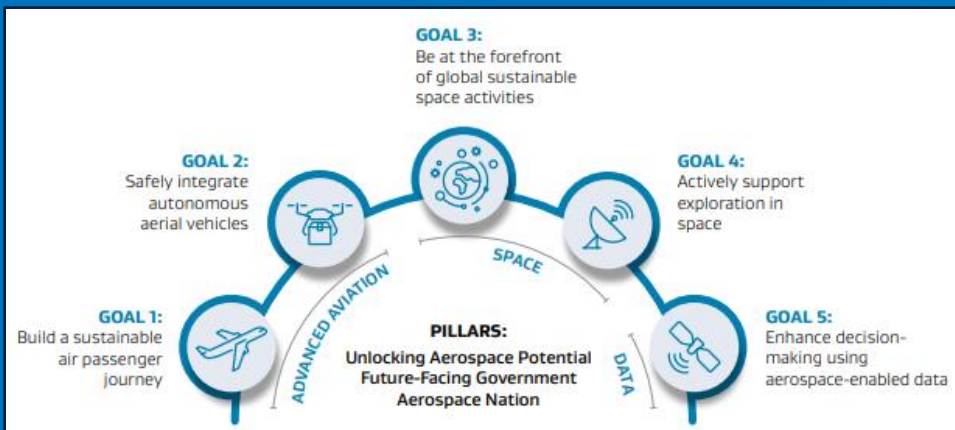 GOAL 1:
Build a sustainable
air passenger
journey
GOAL 2:
Safely integrate
autonomous
aerial vehicles
GOAL 3:
Be at the forefront
of global sustainable
space activities
GOAL 4:
Actively support
exploration in
space
GOAL 5:
Enhance decision-
making using
aerospace-enabled data
ADVANCED AVIATION
SPACE
DATA
PILLARS:
Unlocking Aerospace Potential
Future-Facing Government
Aerospace Nation